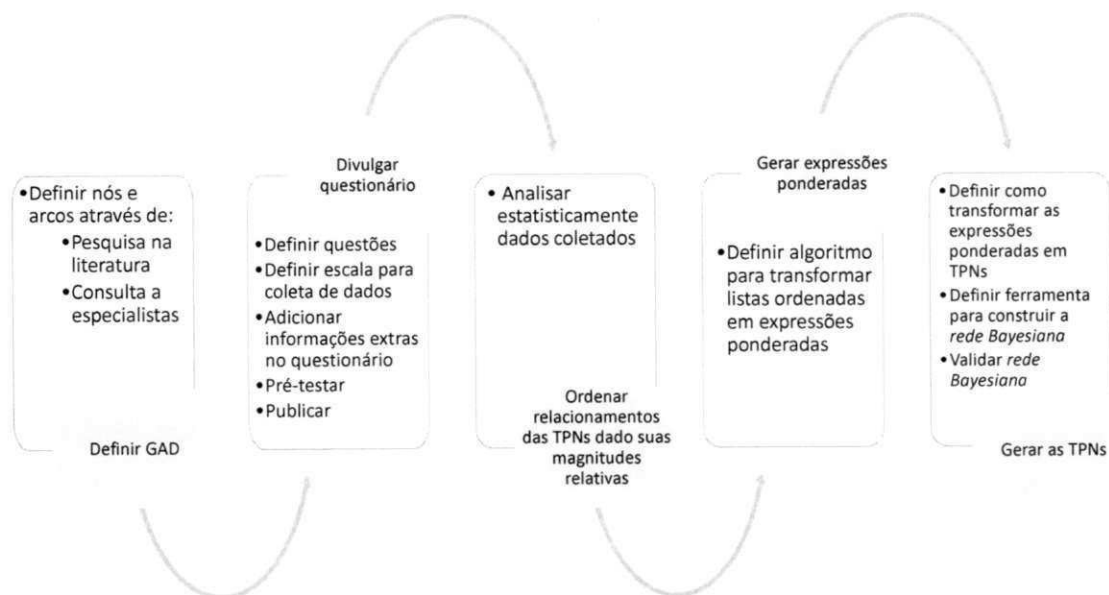 • Definir nós e
arcos através de:
• Pesquisa na
literatura
• Consulta a
especialistas
Definir GAD
Divulgar
questionário
• Definir questões
• Definir escala para
coleta de dados
• Adicionar
informações extras
no questionário
• Pré-testar
• Publicar
• Analisar
estatisticamente
dados coletados
Ordenar
relacionamentos
das TPNs dado suas
magnitudes
relativas
Gerar expressões
ponderadas
• Definir algoritmo
para transformar
listas ordenadas
em expressões
ponderadas
• Definir como
transformar as
expressões
ponderadas em
TPNs
• Definir ferramenta
para construir a
rede Bayesiana
• Validar rede
Bayesiana
Gerar as TPNs